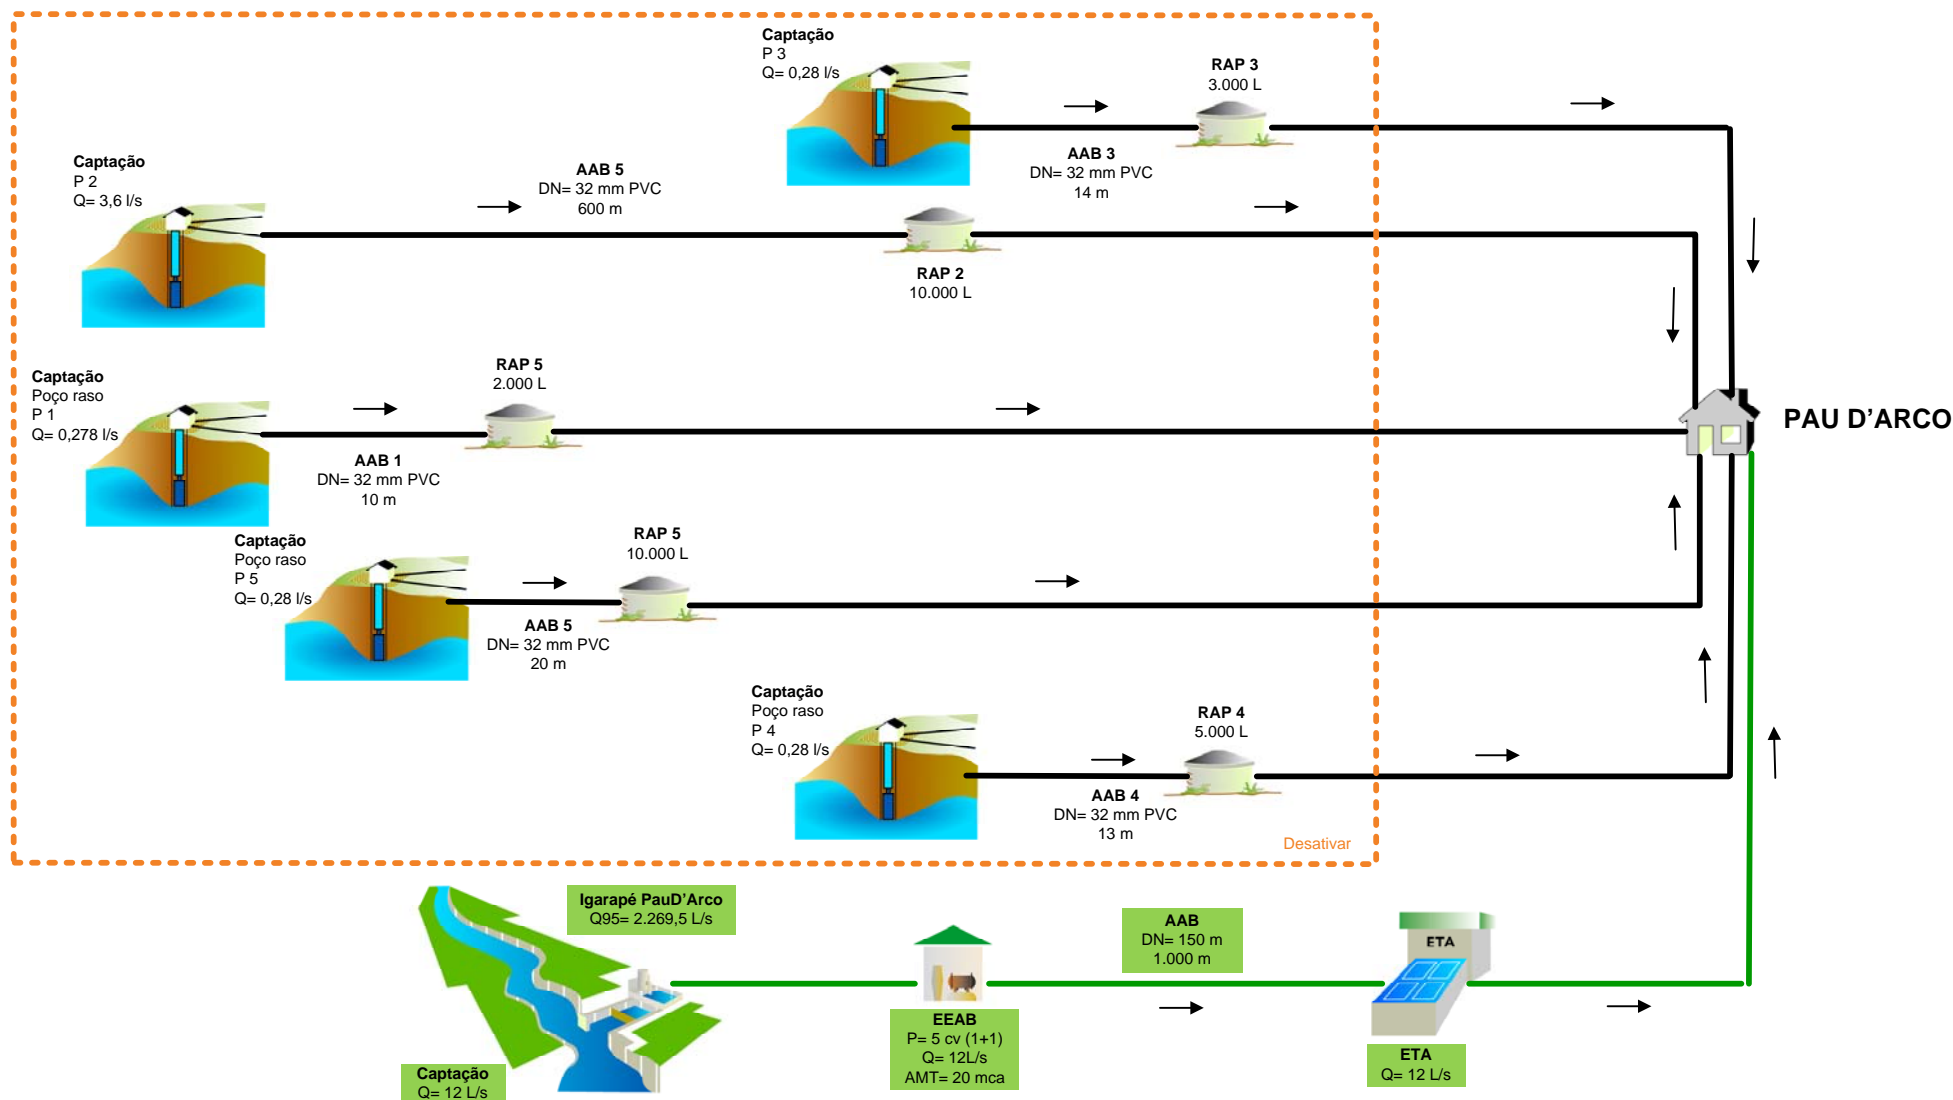 Captação
P 3
Q= 0,28 l/s
RAP 3
3.000 L
AAB 3
DN= 32 mm PVC
14 m
Captação
P 2
Q= 3,6 l/s
AAB 5
DN= 32 mm PVC
600 m
RAP 2
10.000 L
Captação
Poço raso
P 1
Q= 0,278 l/s
RAP 5
2.000 L
AAB 1
DN= 32 mm PVC
10 m
PAU D’ARCO
Captação
Poço raso
P 5
Q= 0,28 l/s
RAP 5
10.000 L
AAB 5
DN= 32 mm PVC
20 m
Captação
Poço raso
P 4
Q= 0,28 l/s
RAP 4
5.000 L
AAB 4
DN= 32 mm PVC
13 m
Desativar
Igarapé PauD’Arco
Q95= 2.269,5 L/s
Captação
Q= 12 L/s
EEAB
P= 5 cv (1+1)
Q= 12L/s
AMT= 20 mca
AAB
DN= 150 m
1.000 m
ETA
ETA
Q= 12 L/s